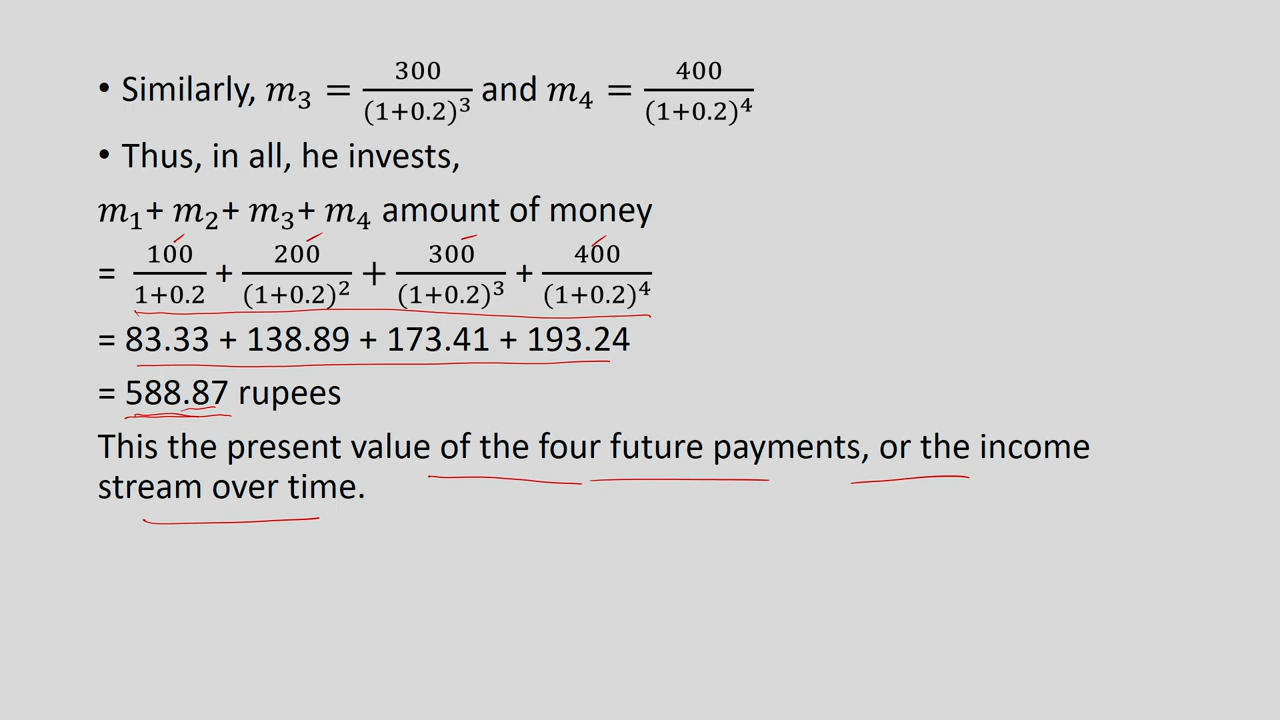 • Similarly, m₃ = 300/(1+0.2)³ and m₄ = 400/(1+0.2)⁴
• Thus, in all, he invests,
m₁+ m₂+ m₃+ m₄ amount of money
= 100/1+0.2 + 200/(1+0.2)² + 300/(1+0.2)³ + 400/(1+0.2)⁴
= 83.33 + 138.89 + 173.41 + 193.24
= 588.87 rupees
This the present value of the four future payments, or the income
stream over time.